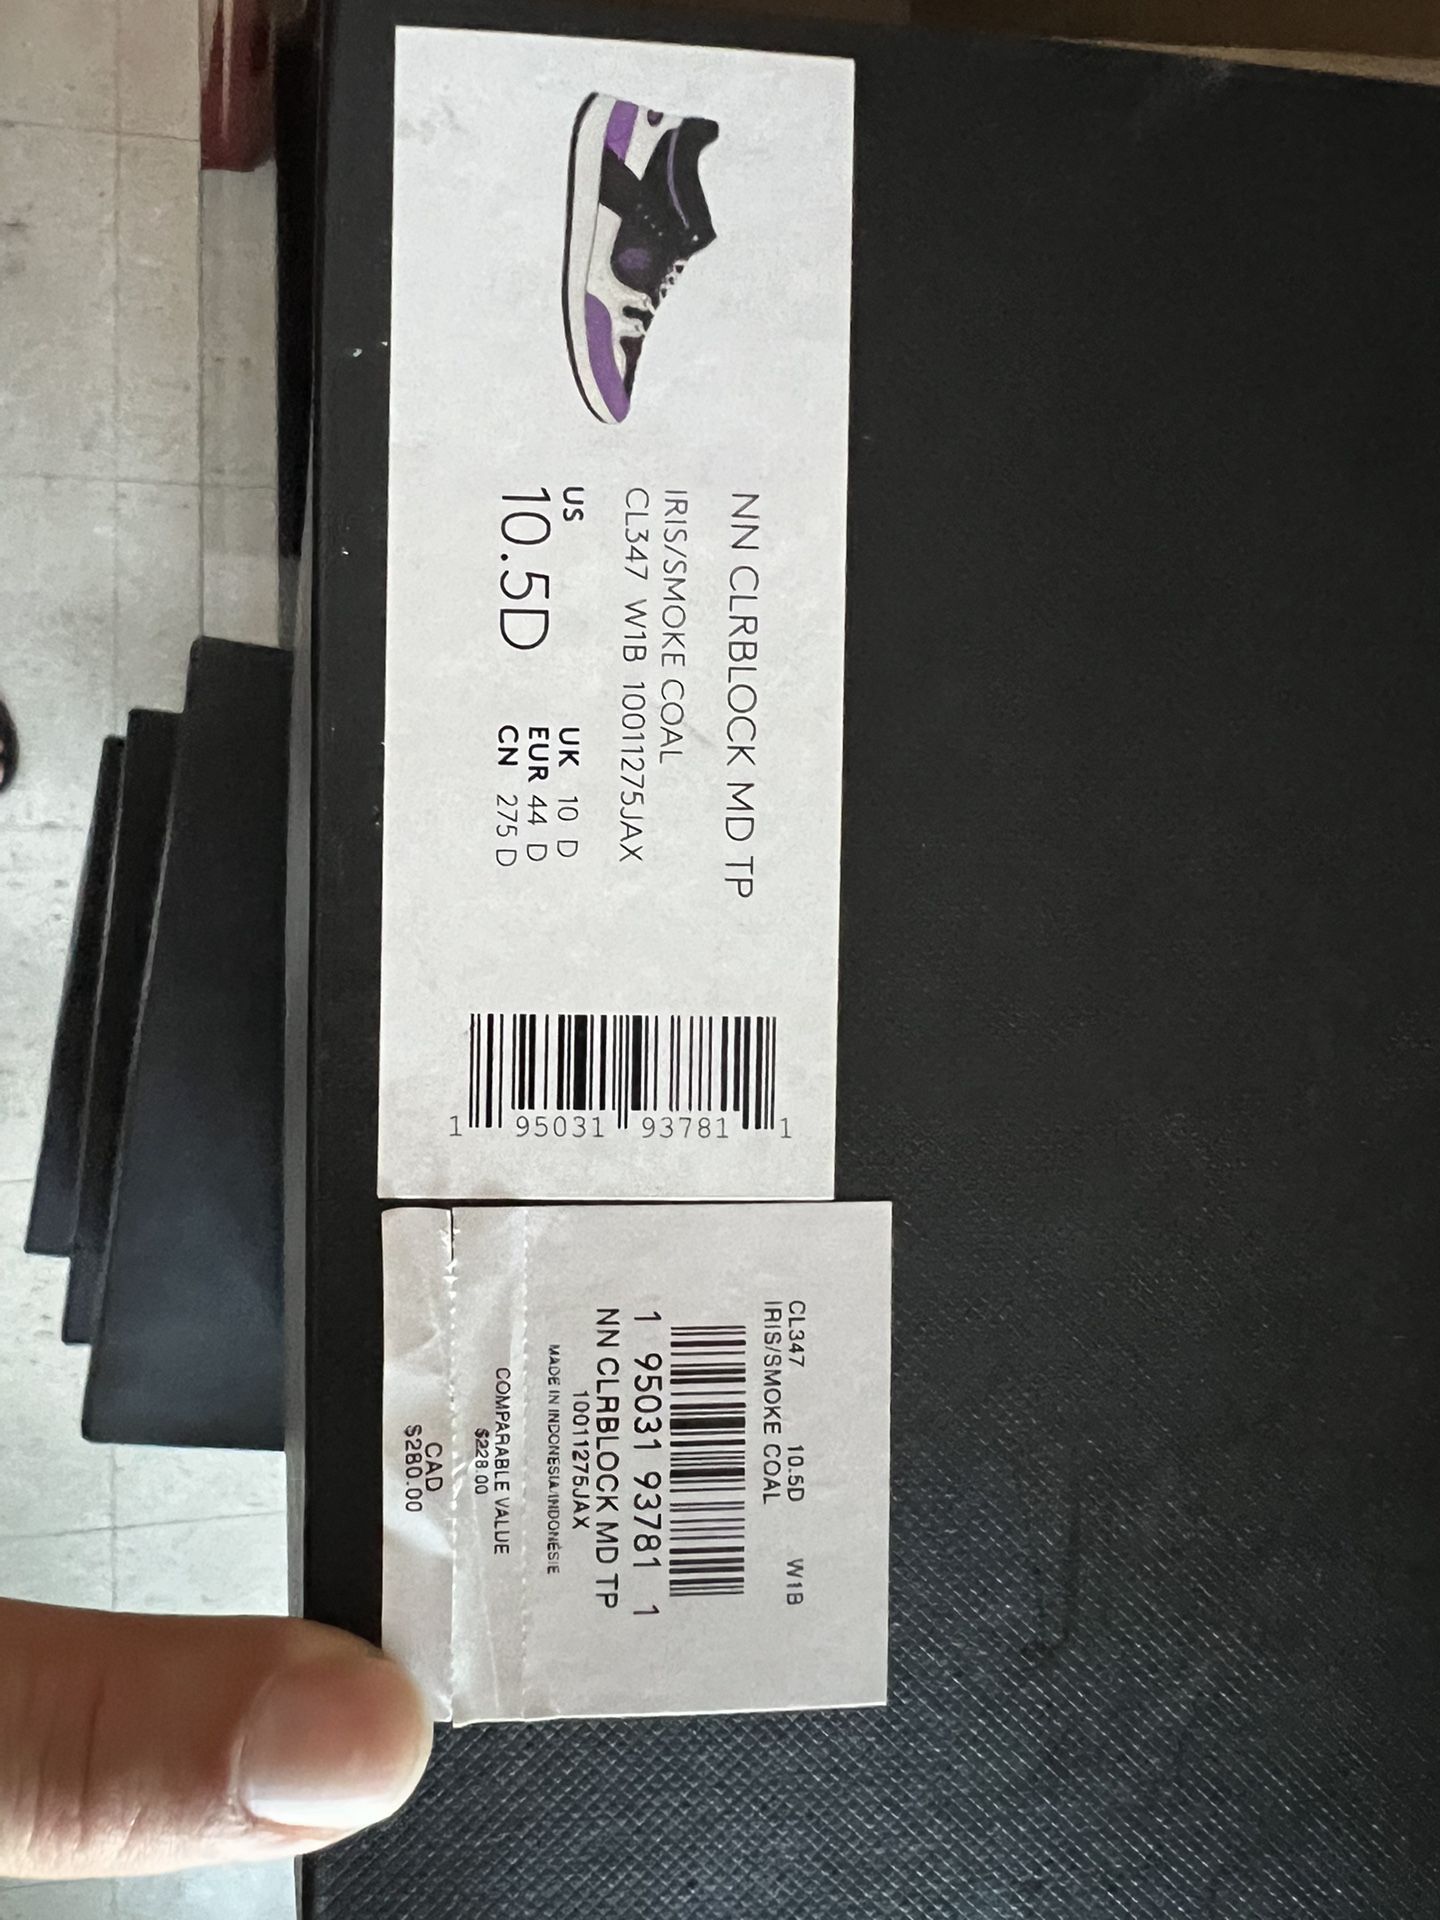 NN CLRBLOCK MD TP
IRIS/SMOKE COAL
CL347 W1B 10011275JAX
US
10.5D
UK 10 D
EUR 44 D
CN 275 D
1 95031 93781 1
CL347 10.5D W1B
IRIS/SMOKE COAL
1 95031 93781 1
NN CLRBLOCK MD TP
10011275JAX
MADE IN INDONESIA/INDONÉSIE
COMPARABLE VALUE
$228.00
CAD
$280.00